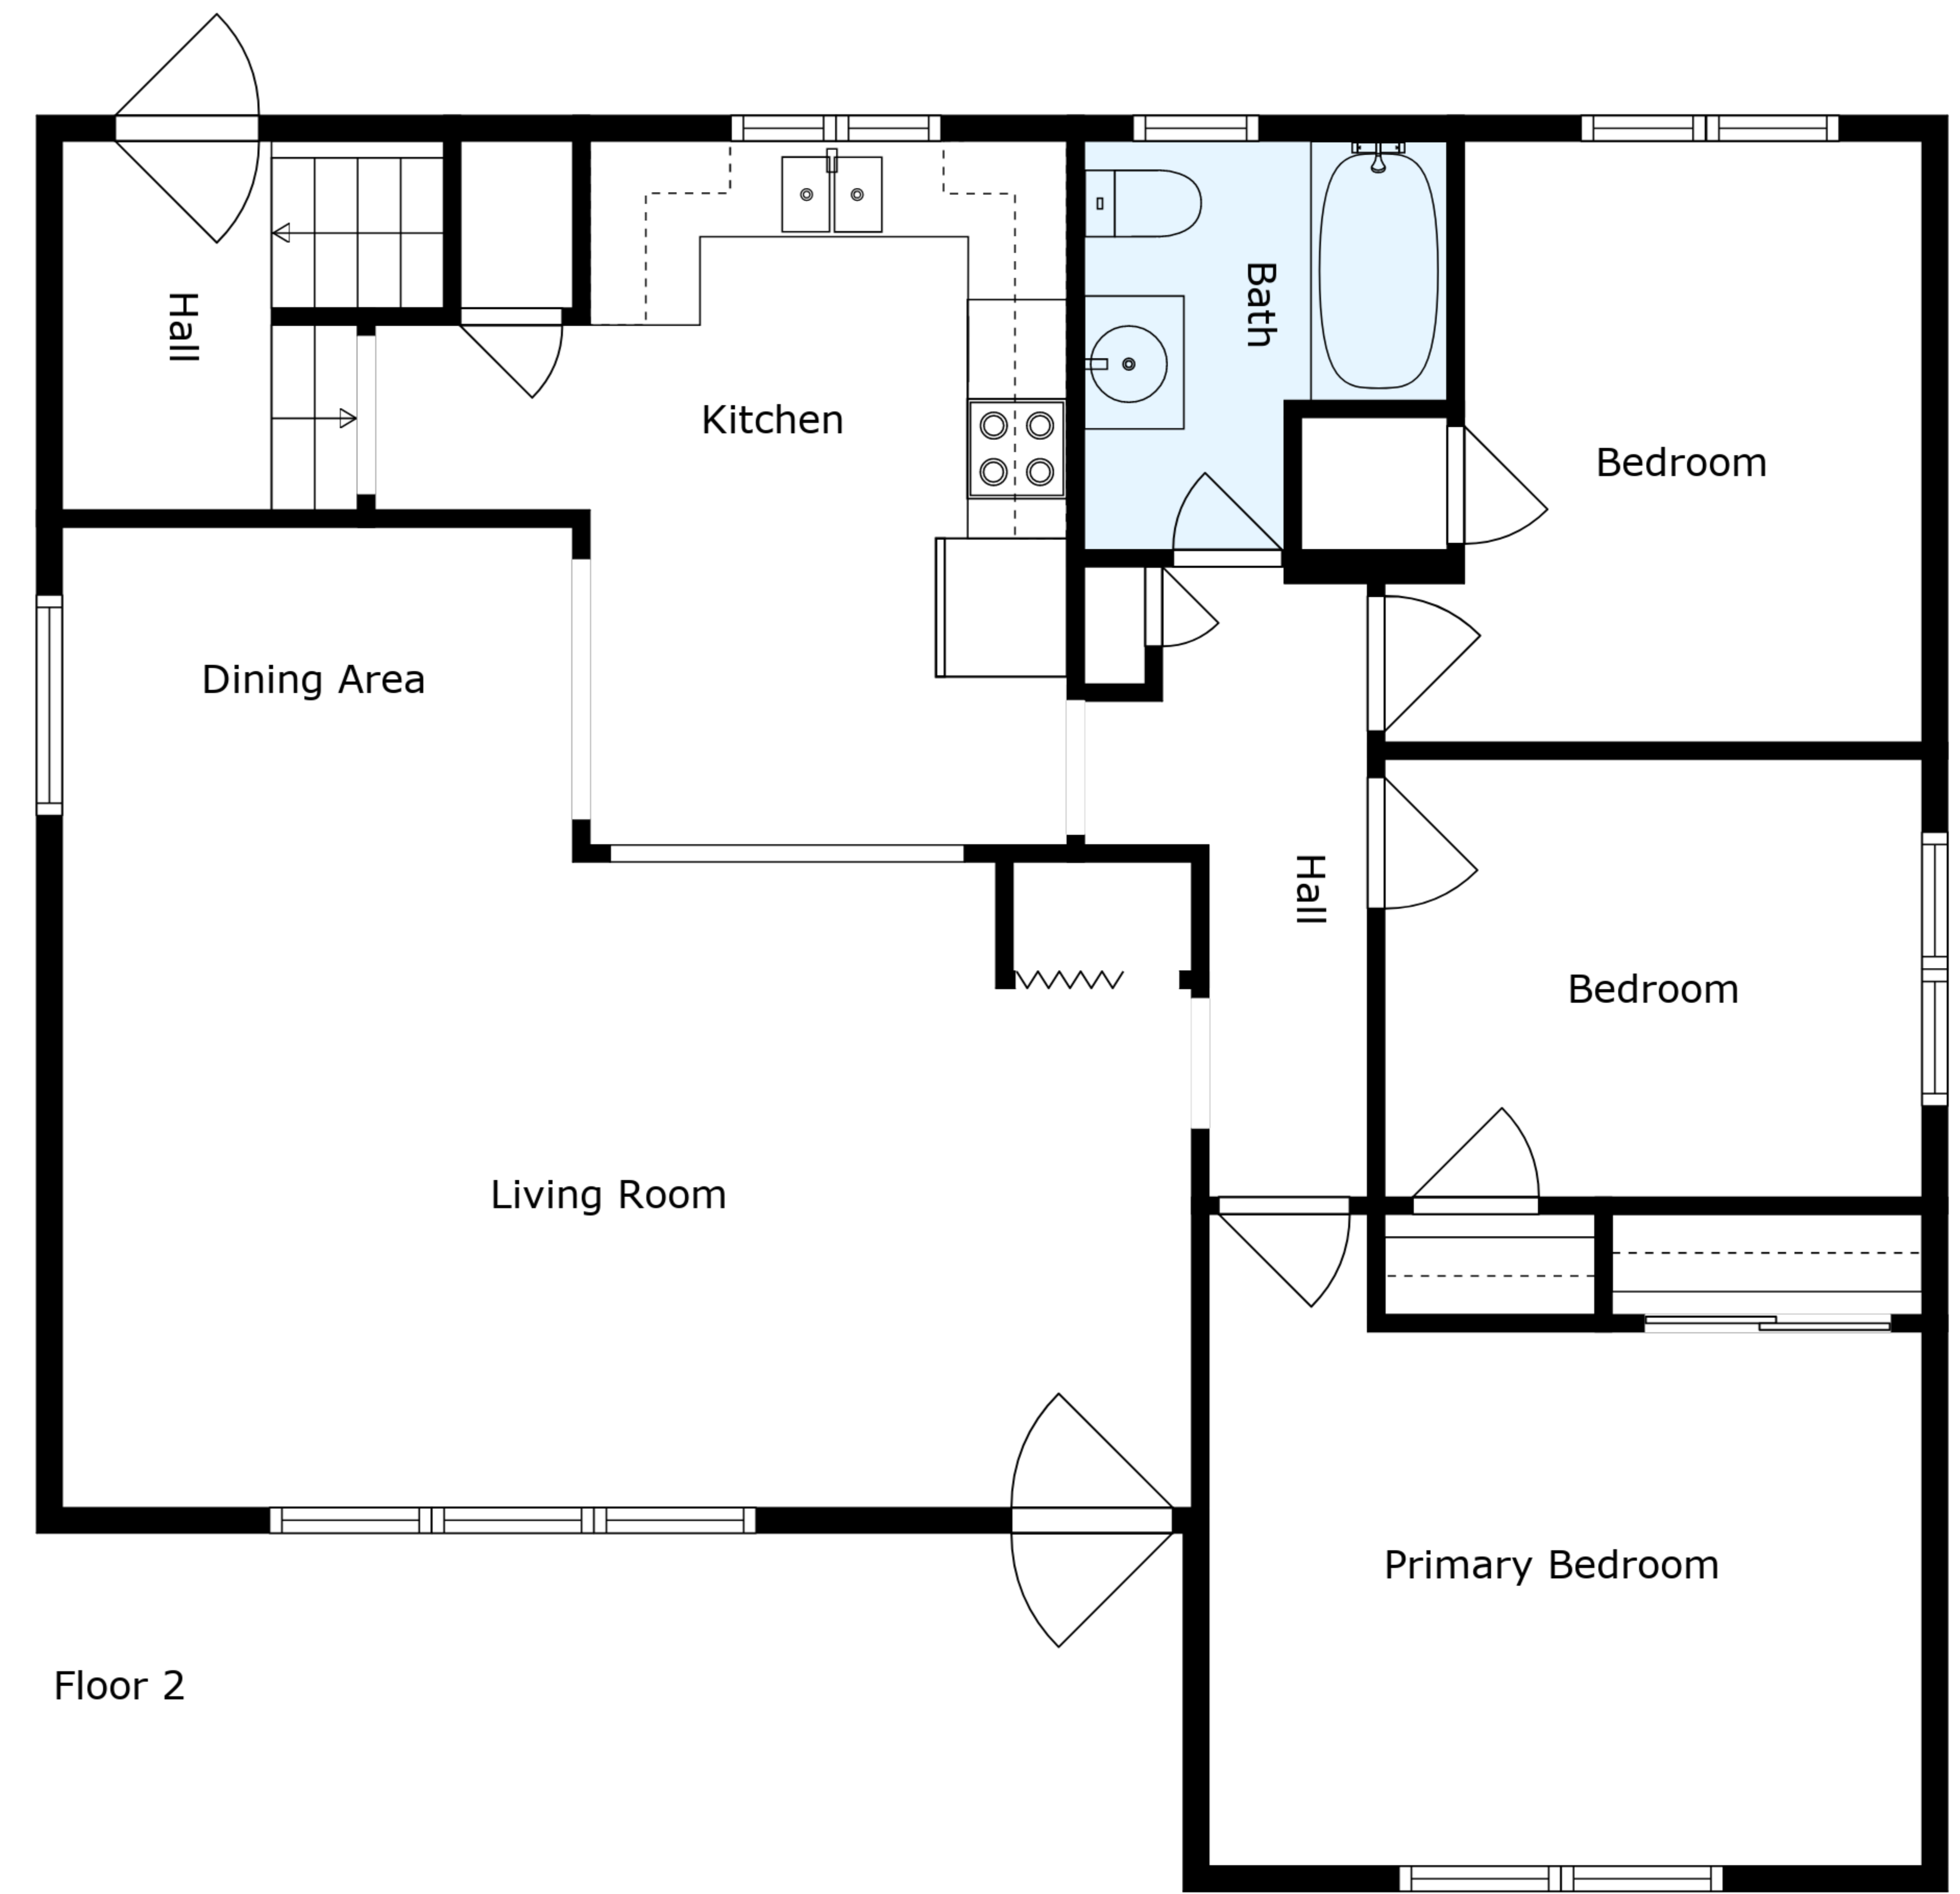 Hall
Kitchen
Bath
Bedroom
Dining Area
Hall
Bedroom
Living Room
Primary Bedroom
Floor 2